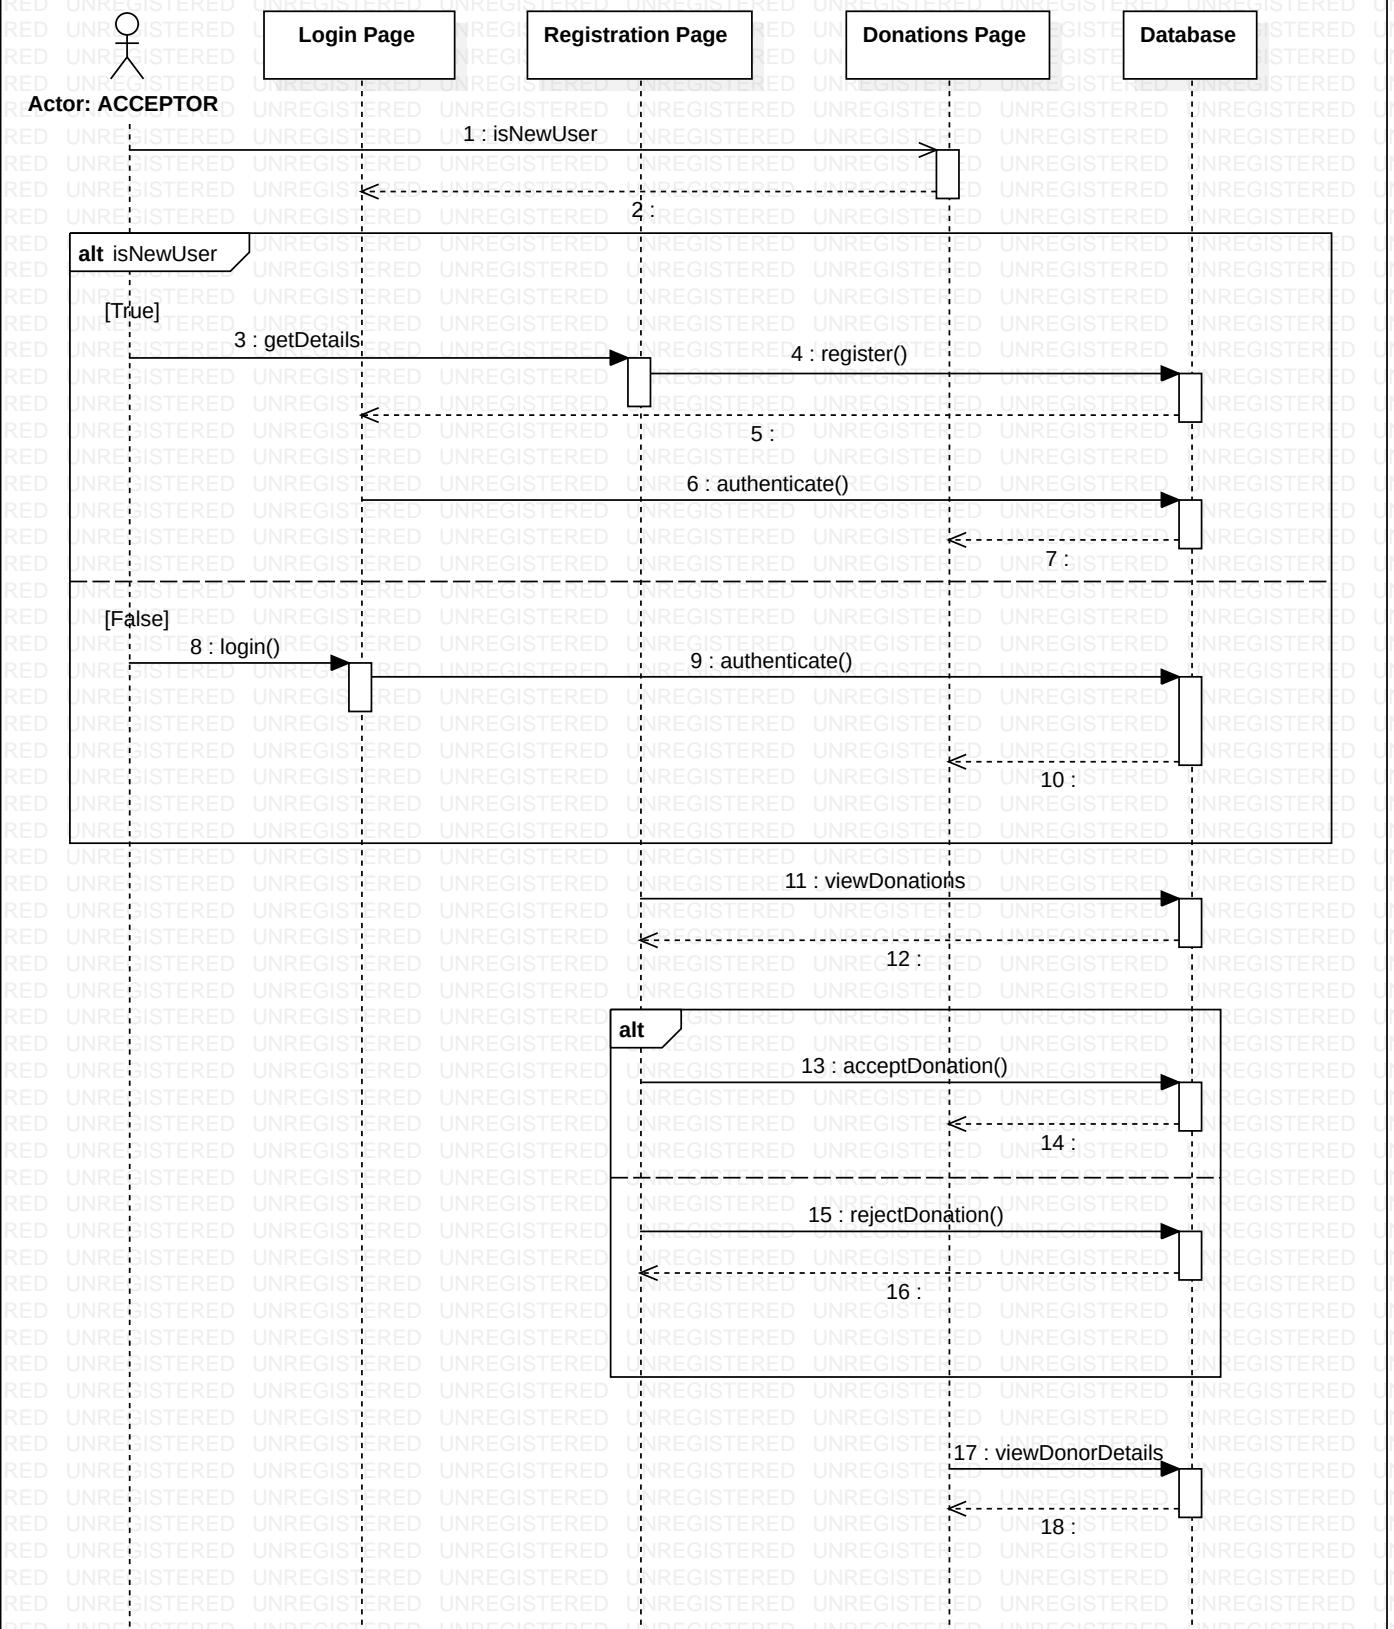 Login Page
Registration Page
Donations Page
Database
Actor: ACCEPTOR
1 : isNewUser
2 :
alt isNewUser
[True]
3 : getDetails
4 : register()
5 :
6 : authenticate()
7 :
[False]
8 : login()
9 : authenticate()
10 :
11 : viewDonations
12 :
alt
13 : acceptDonation()
14 :
15 : rejectDonation()
16 :
17 : viewDonorDetails
18 :
UNREGISTERED